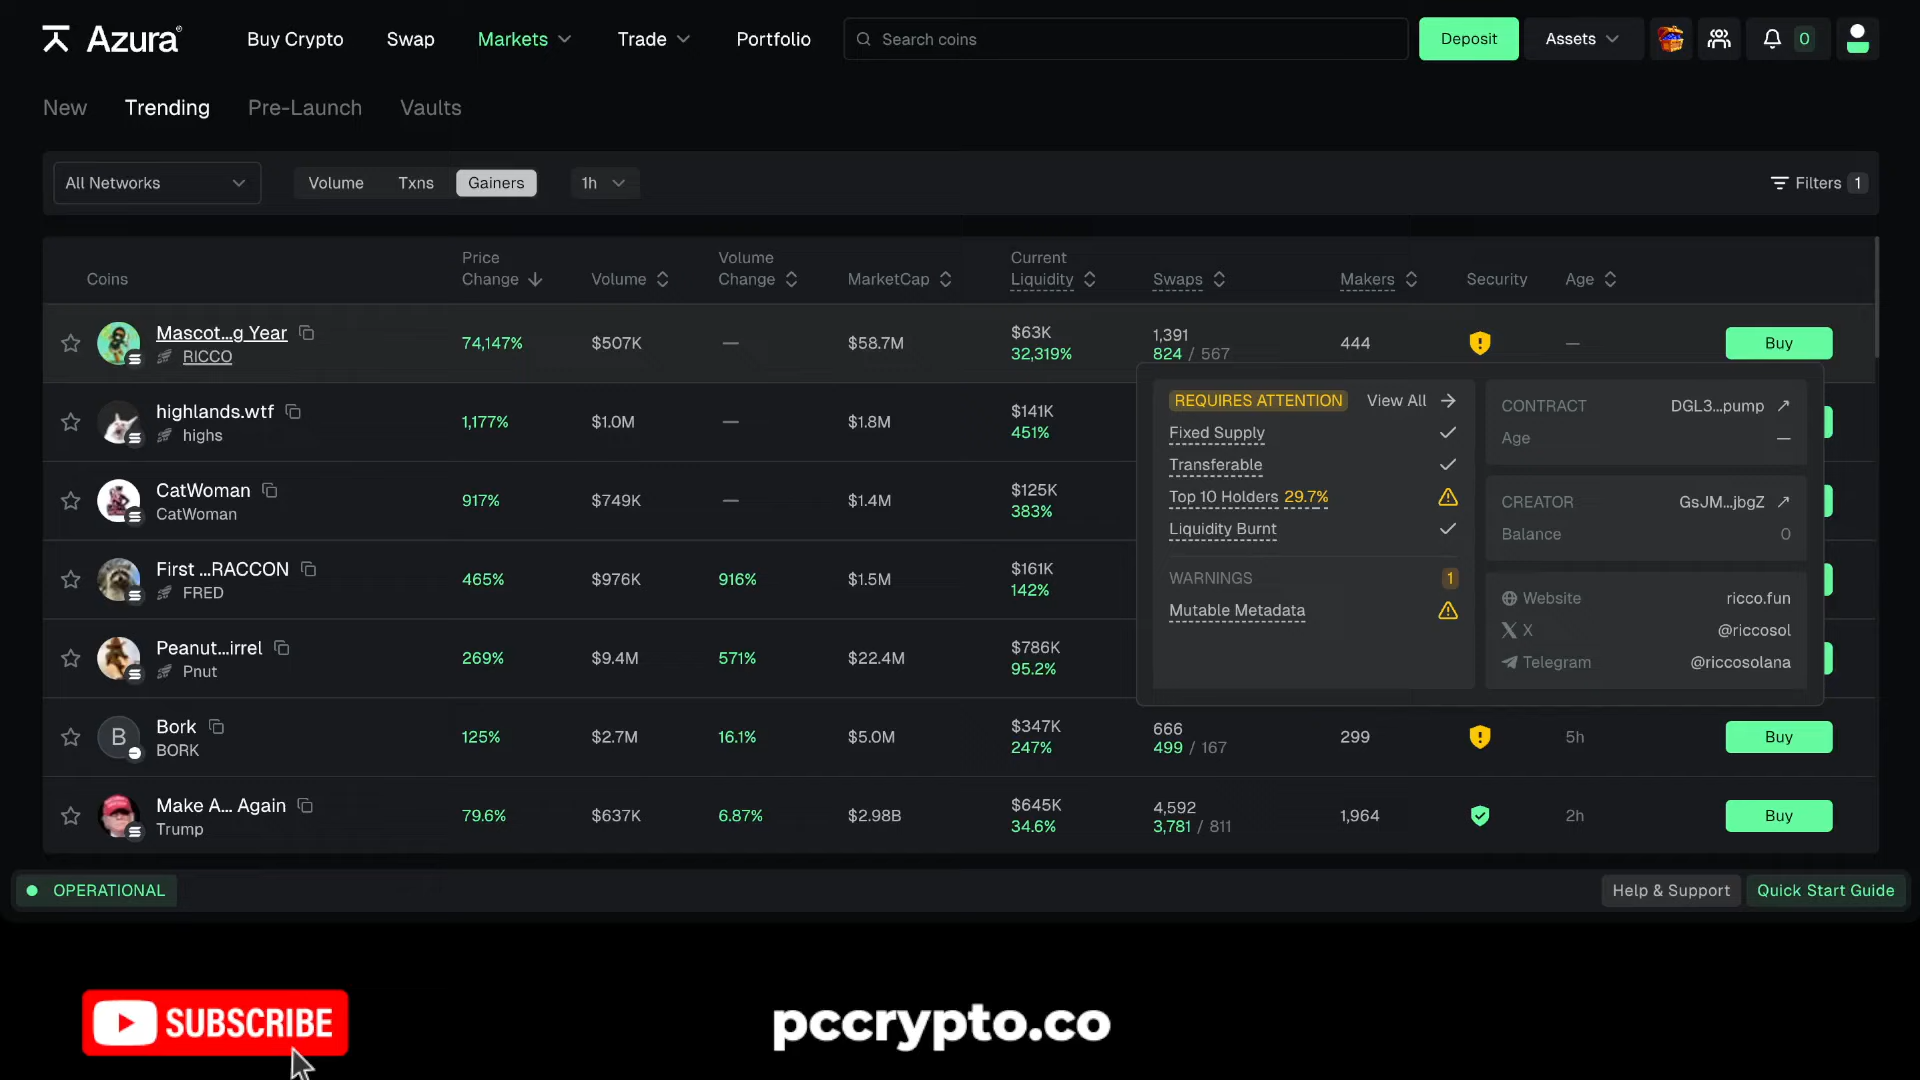 Azura
Buy Crypto
Swap
Markets
Trade
Portfolio
Search coins
Deposit
Assets
0
New
Trending
Pre-Launch
Vaults
All Networks
Volume
Txns
Gainers
1h
Filters 1
Coins
Price Change
Volume
Volume Change
MarketCap
Current Liquidity
Swaps
Makers
Security
Age
Mascot...g Year
RICCO
74,147%
$507K
—
$58.7M
$63K
32,319%
1,391
824 / 567
444
—
Buy
highlands.wtf
highs
1,177%
$1.0M
—
$1.8M
$141K
451%
CatWoman
CatWoman
917%
$749K
—
$1.4M
$125K
383%
First ...RACCON
FRED
465%
$976K
916%
$1.5M
$161K
142%
Peanut...irrel
Pnut
269%
$9.4M
571%
$22.4M
$786K
95.2%
REQUIRES ATTENTION
View All
Fixed Supply
Transferable
Top 10 Holders 29.7%
Liquidity Burnt
WARNINGS
1
Mutable Metadata
CONTRACT
DGL3...pump
Age
—
CREATOR
GsJM...jbgZ
Balance
0
Website
ricco.fun
X
@riccosol
Telegram
@riccosolana
B
Bork
BORK
125%
$2.7M
16.1%
$5.0M
$347K
247%
666
499 / 167
299
5h
Buy
Make A... Again
Trump
79.6%
$637K
6.87%
$2.98B
$645K
34.6%
4,592
3,781 / 811
1,964
2h
Buy
OPERATIONAL
Help & Support
Quick Start Guide
SUBSCRIBE
pccrypto.co